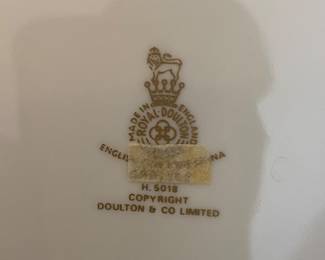 MADE IN ENGLAND
ROYAL DOULTON
H. 5018
COPYRIGHT
DOULTON & CO LIMITED